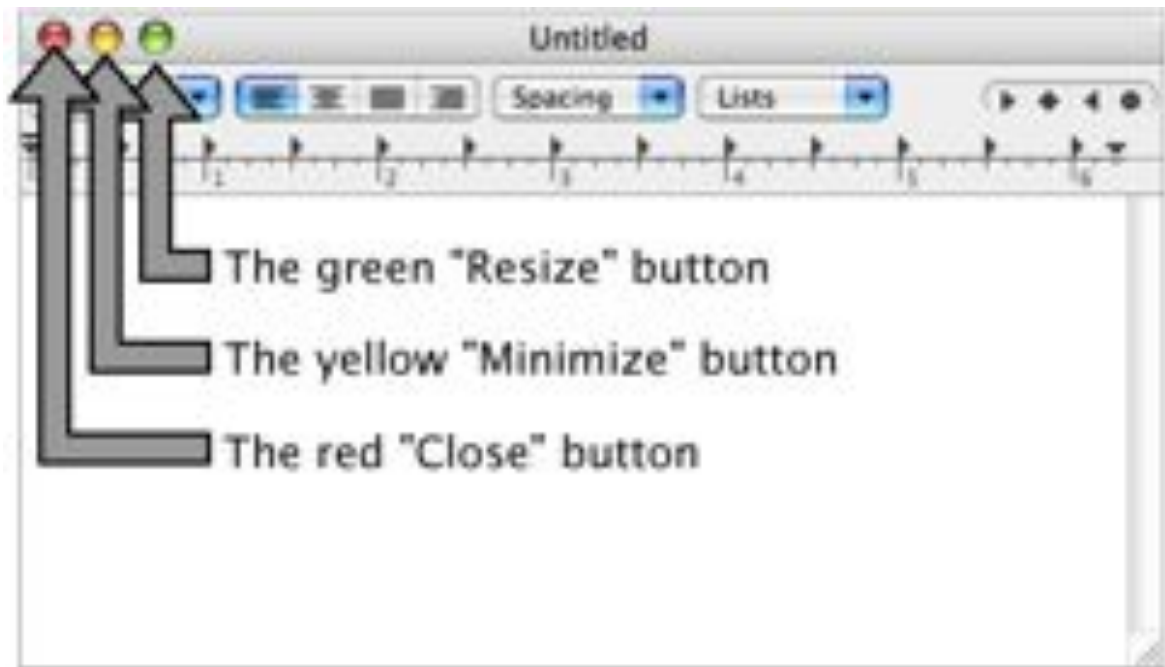 Untitled
Spacing Lists
1 2 3 4 5 6
The green "Resize" button
The yellow "Minimize" button
The red "Close" button